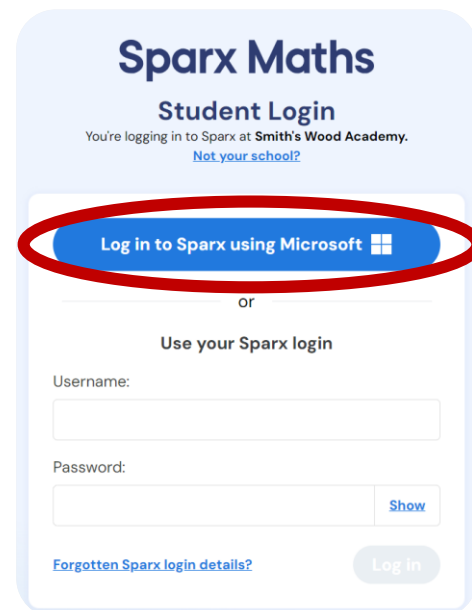 Sparx Maths
Student Login
You're logging in to Sparx at Smith's Wood Academy.
Not your school?
Log in to Sparx using Microsoft
or
Use your Sparx login
Username:
Password:
Show
Forgotten Sparx login details?
Log in